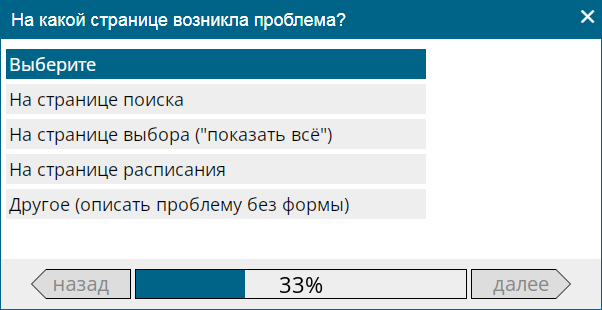 На какой странице возникла проблема?
Выберите
На странице поиска
На странице выбора ("показать всё")
На странице расписания
Другое (описать проблему без формы)
назад 33% далее